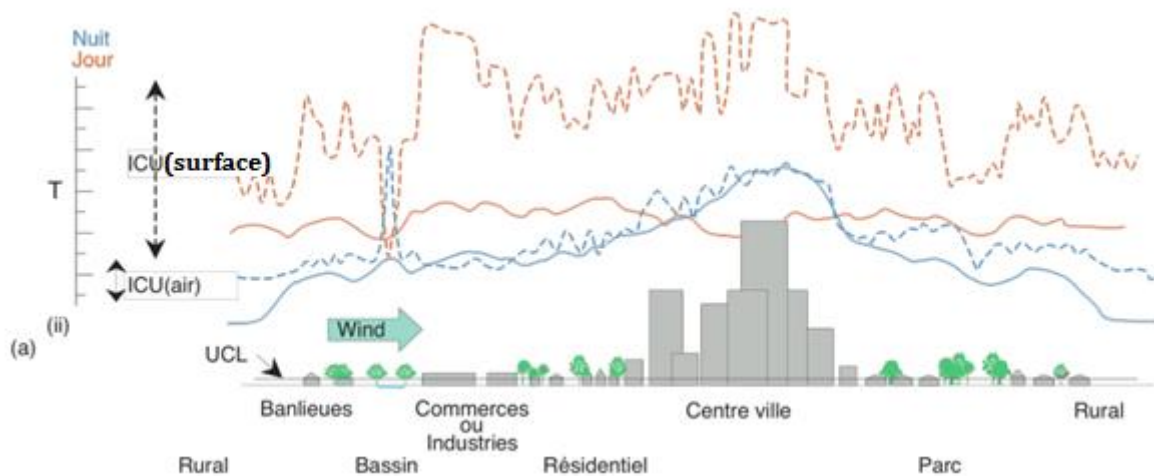 Nuit
Jour
ICU(surface)
T
ICU(air)
(ii)
(a)
Wind
UCL
Banlieues
Commerces
ou
Industries
Centre ville
Rural
Rural
Bassin
Résidentiel
Parc